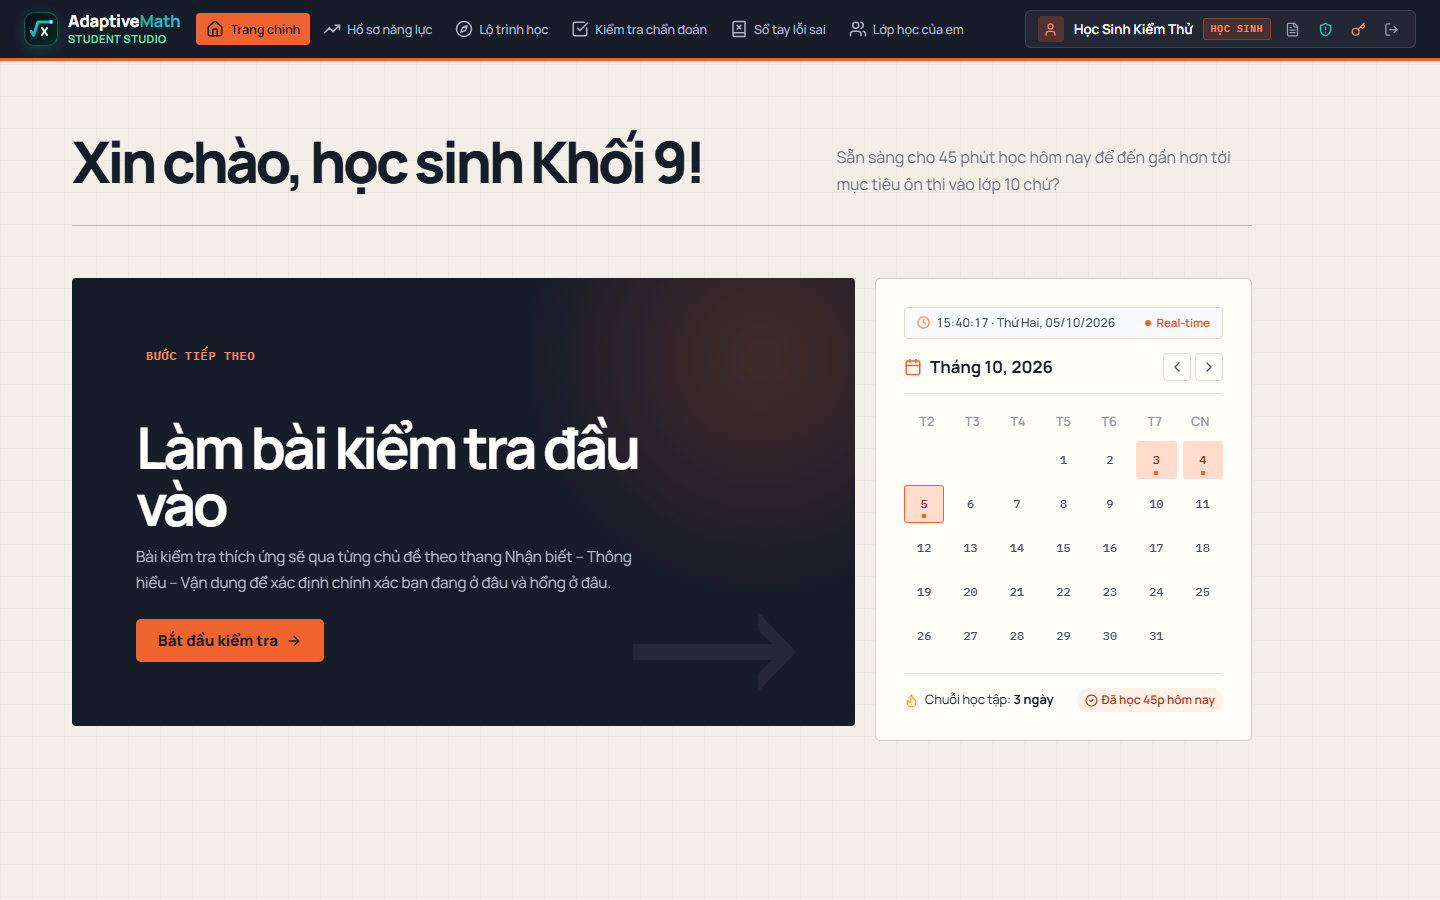 AdaptiveMath
STUDENT STUDIO
Trang chính
Hồ sơ năng lực
Lộ trình học
Kiểm tra chẩn đoán
Sổ tay lỗi sai
Lớp học của em
Học Sinh Kiểm Thử
HỌC SINH
Xin chào, học sinh Khối 9!
Sẵn sàng cho 45 phút học hôm nay để đến gần hơn tới
mục tiêu ôn thi vào lớp 10 chứ?
BƯỚC TIẾP THEO
Làm bài kiểm tra đầu
vào
Bài kiểm tra thích ứng sẽ qua từng chủ đề theo thang Nhận biết – Thông
hiểu – Vận dụng để xác định chính xác bạn đang ở đâu và hổng ở đâu.
Bắt đầu kiểm tra
15:40:17 · Thứ Hai, 05/10/2026
Real-time
Tháng 10, 2026
T2 T3 T4 T5 T6 T7 CN
1 2 3 4
5 6 7 8 9 10 11
12 13 14 15 16 17 18
19 20 21 22 23 24 25
26 27 28 29 30 31
Chuỗi học tập: 3 ngày
Đã học 45p hôm nay